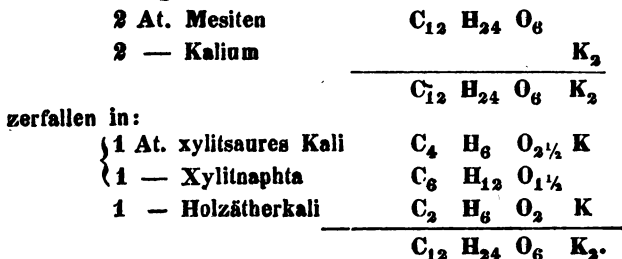 2 At. Mesiten C₁₂ H₂₄ O₆
2 — Kalium K₂
C₁₂ H₂₄ O₆ K₂
zerfallen in:
1 At. xylitsaures Kali C₄ H₆ O₂½ K
1 — Xylitnaphta C₆ H₁₂ O₁½
1 — Holzätherkali C₂ H₆ O₂ K
C₁₂ H₂₄ O₆ K₂.